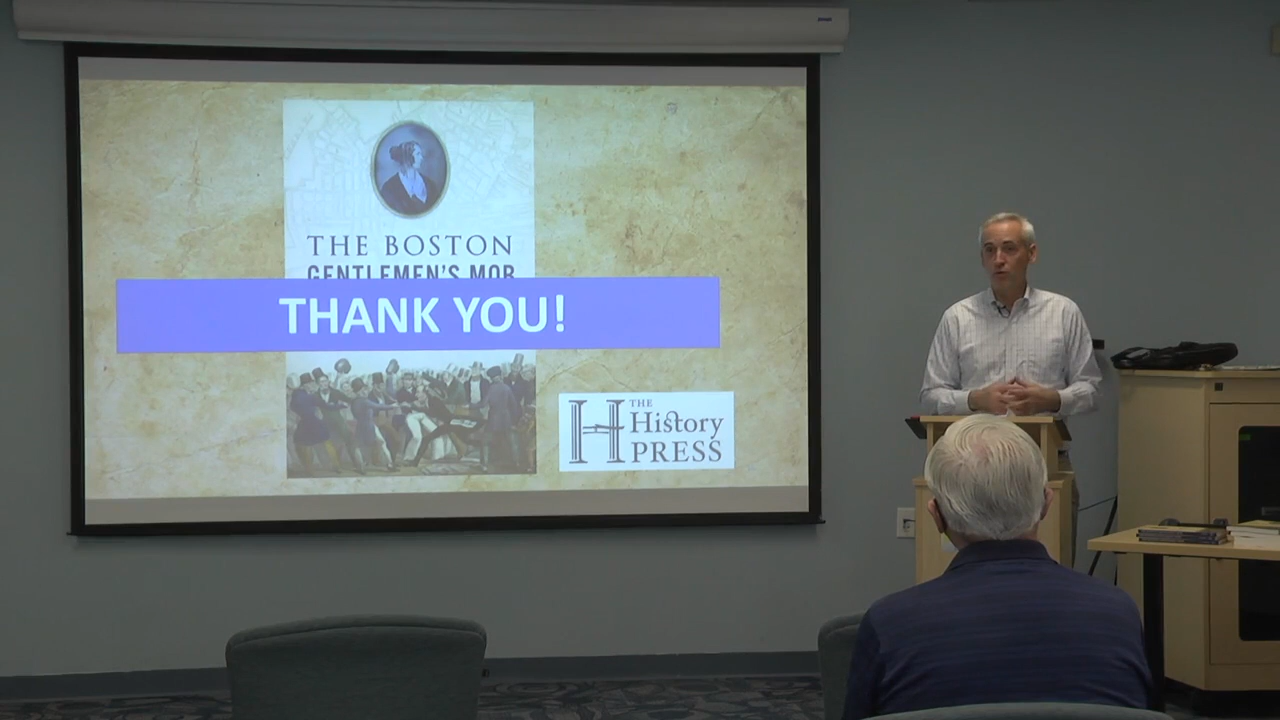 THE BOSTON
GENTLEMEN'S MOB
THANK YOU!
THE
History
PRESS